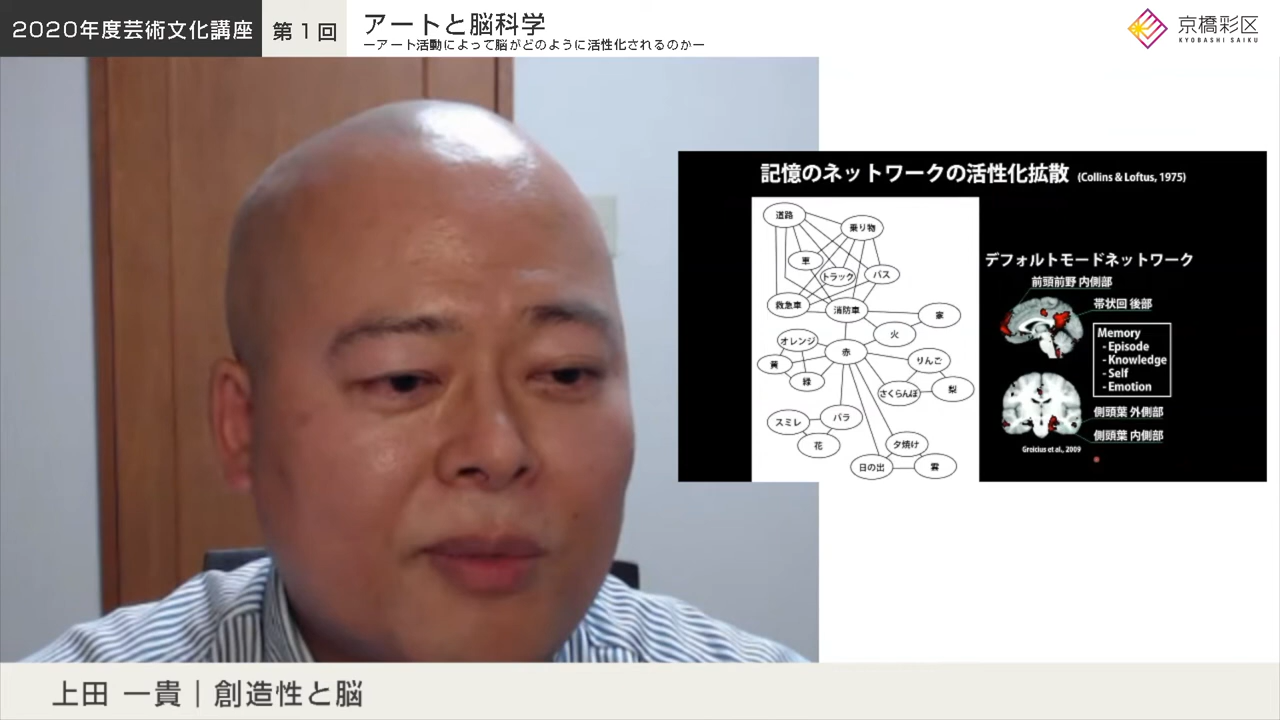 2020年度芸術文化講座
第1回
アートと脳科学
ーアート活動によって脳がどのように活性化されるのかー
京橋彩区
KYOBASHI SAIKU
記憶のネットワークの活性化拡散 (Collins & Loftus, 1975)
道路
乗り物
車
トラック
バス
救急車
消防車
家
火
オレンジ
赤
黄
緑
りんご
さくらんぼ
梨
スミレ
バラ
花
夕焼け
日の出
雲
デフォルトモードネットワーク
前頭前野 内側部
帯状回 後部
Memory
- Episode
- Knowledge
- Self
- Emotion
側頭葉 外側部
側頭葉 内側部
Greicius et al., 2009
上田 一貴|創造性と脳